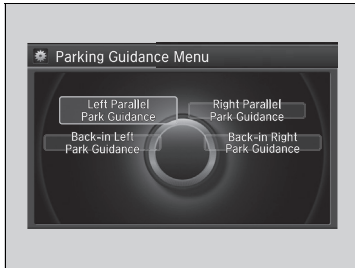 Parking Guidance Menu
Left Parallel
Park Guidance
Right Parallel
Park Guidance
Back-in Left
Park Guidance
Back-in Right
Park Guidance